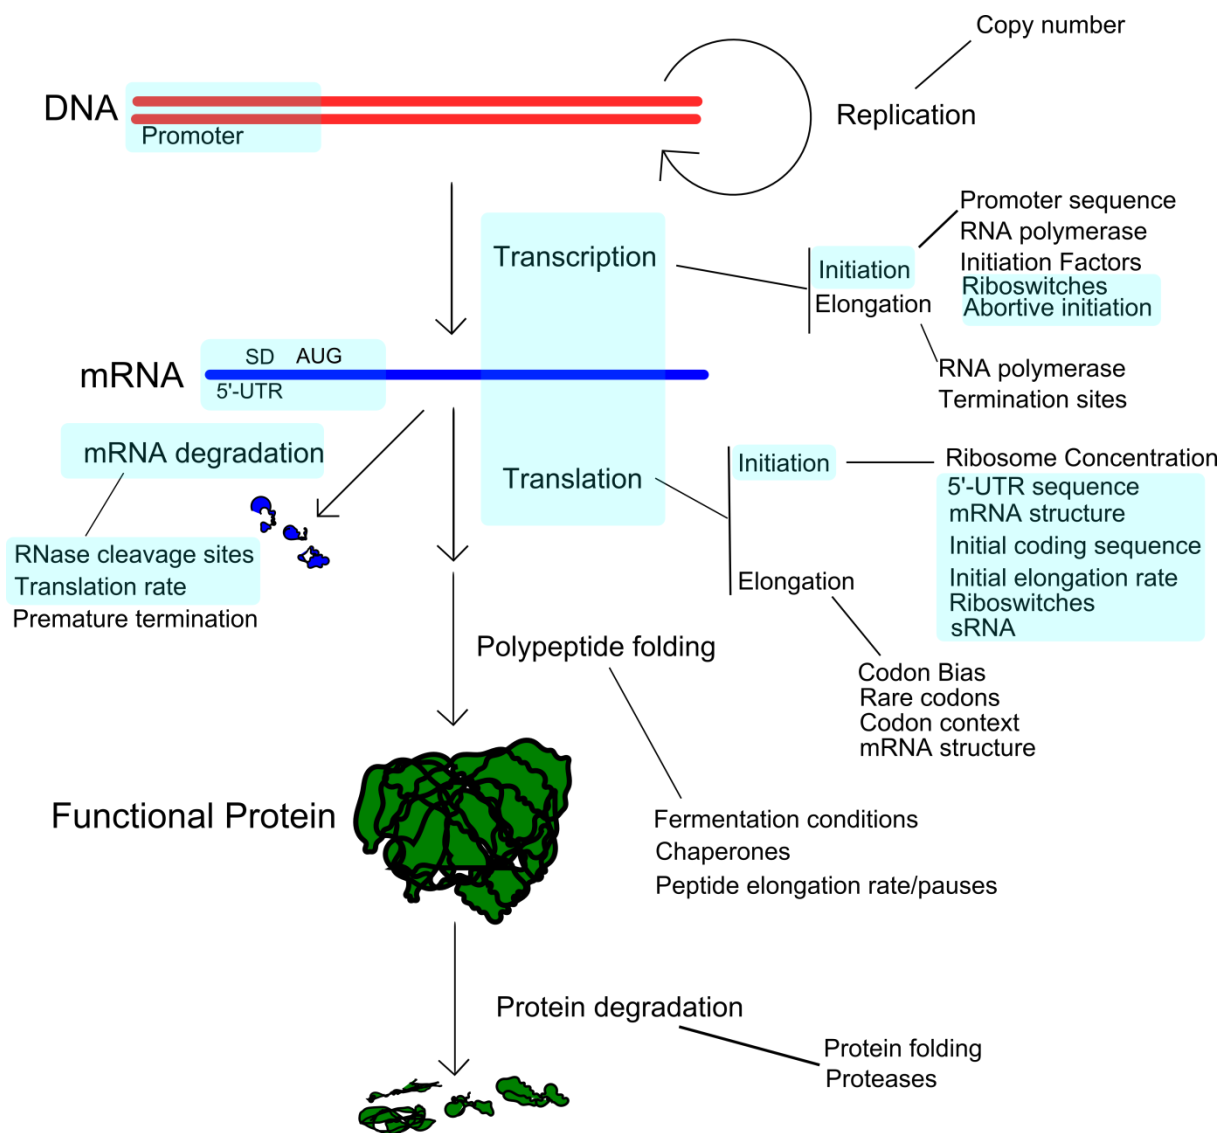 Copy number
DNA
Replication
Promoter
Promoter sequence
RNA polymerase
Transcription
Initiation
Initiation Factors
Elongation
Riboswitches
Abortive initiation
SD AUG
mRNA
5'-UTR
RNA polymerase
Termination sites
mRNA degradation
Translation
Initiation
Ribosome Concentration
5'-UTR sequence
mRNA structure
Initial coding sequence
Initial elongation rate
Riboswitches
sRNA
RNase cleavage sites
Translation rate
Premature termination
Elongation
Polypeptide folding
Codon Bias
Rare codons
Codon context
mRNA structure
Functional Protein
Fermentation conditions
Chaperones
Peptide elongation rate/pauses
Protein degradation
Protein folding
Proteases